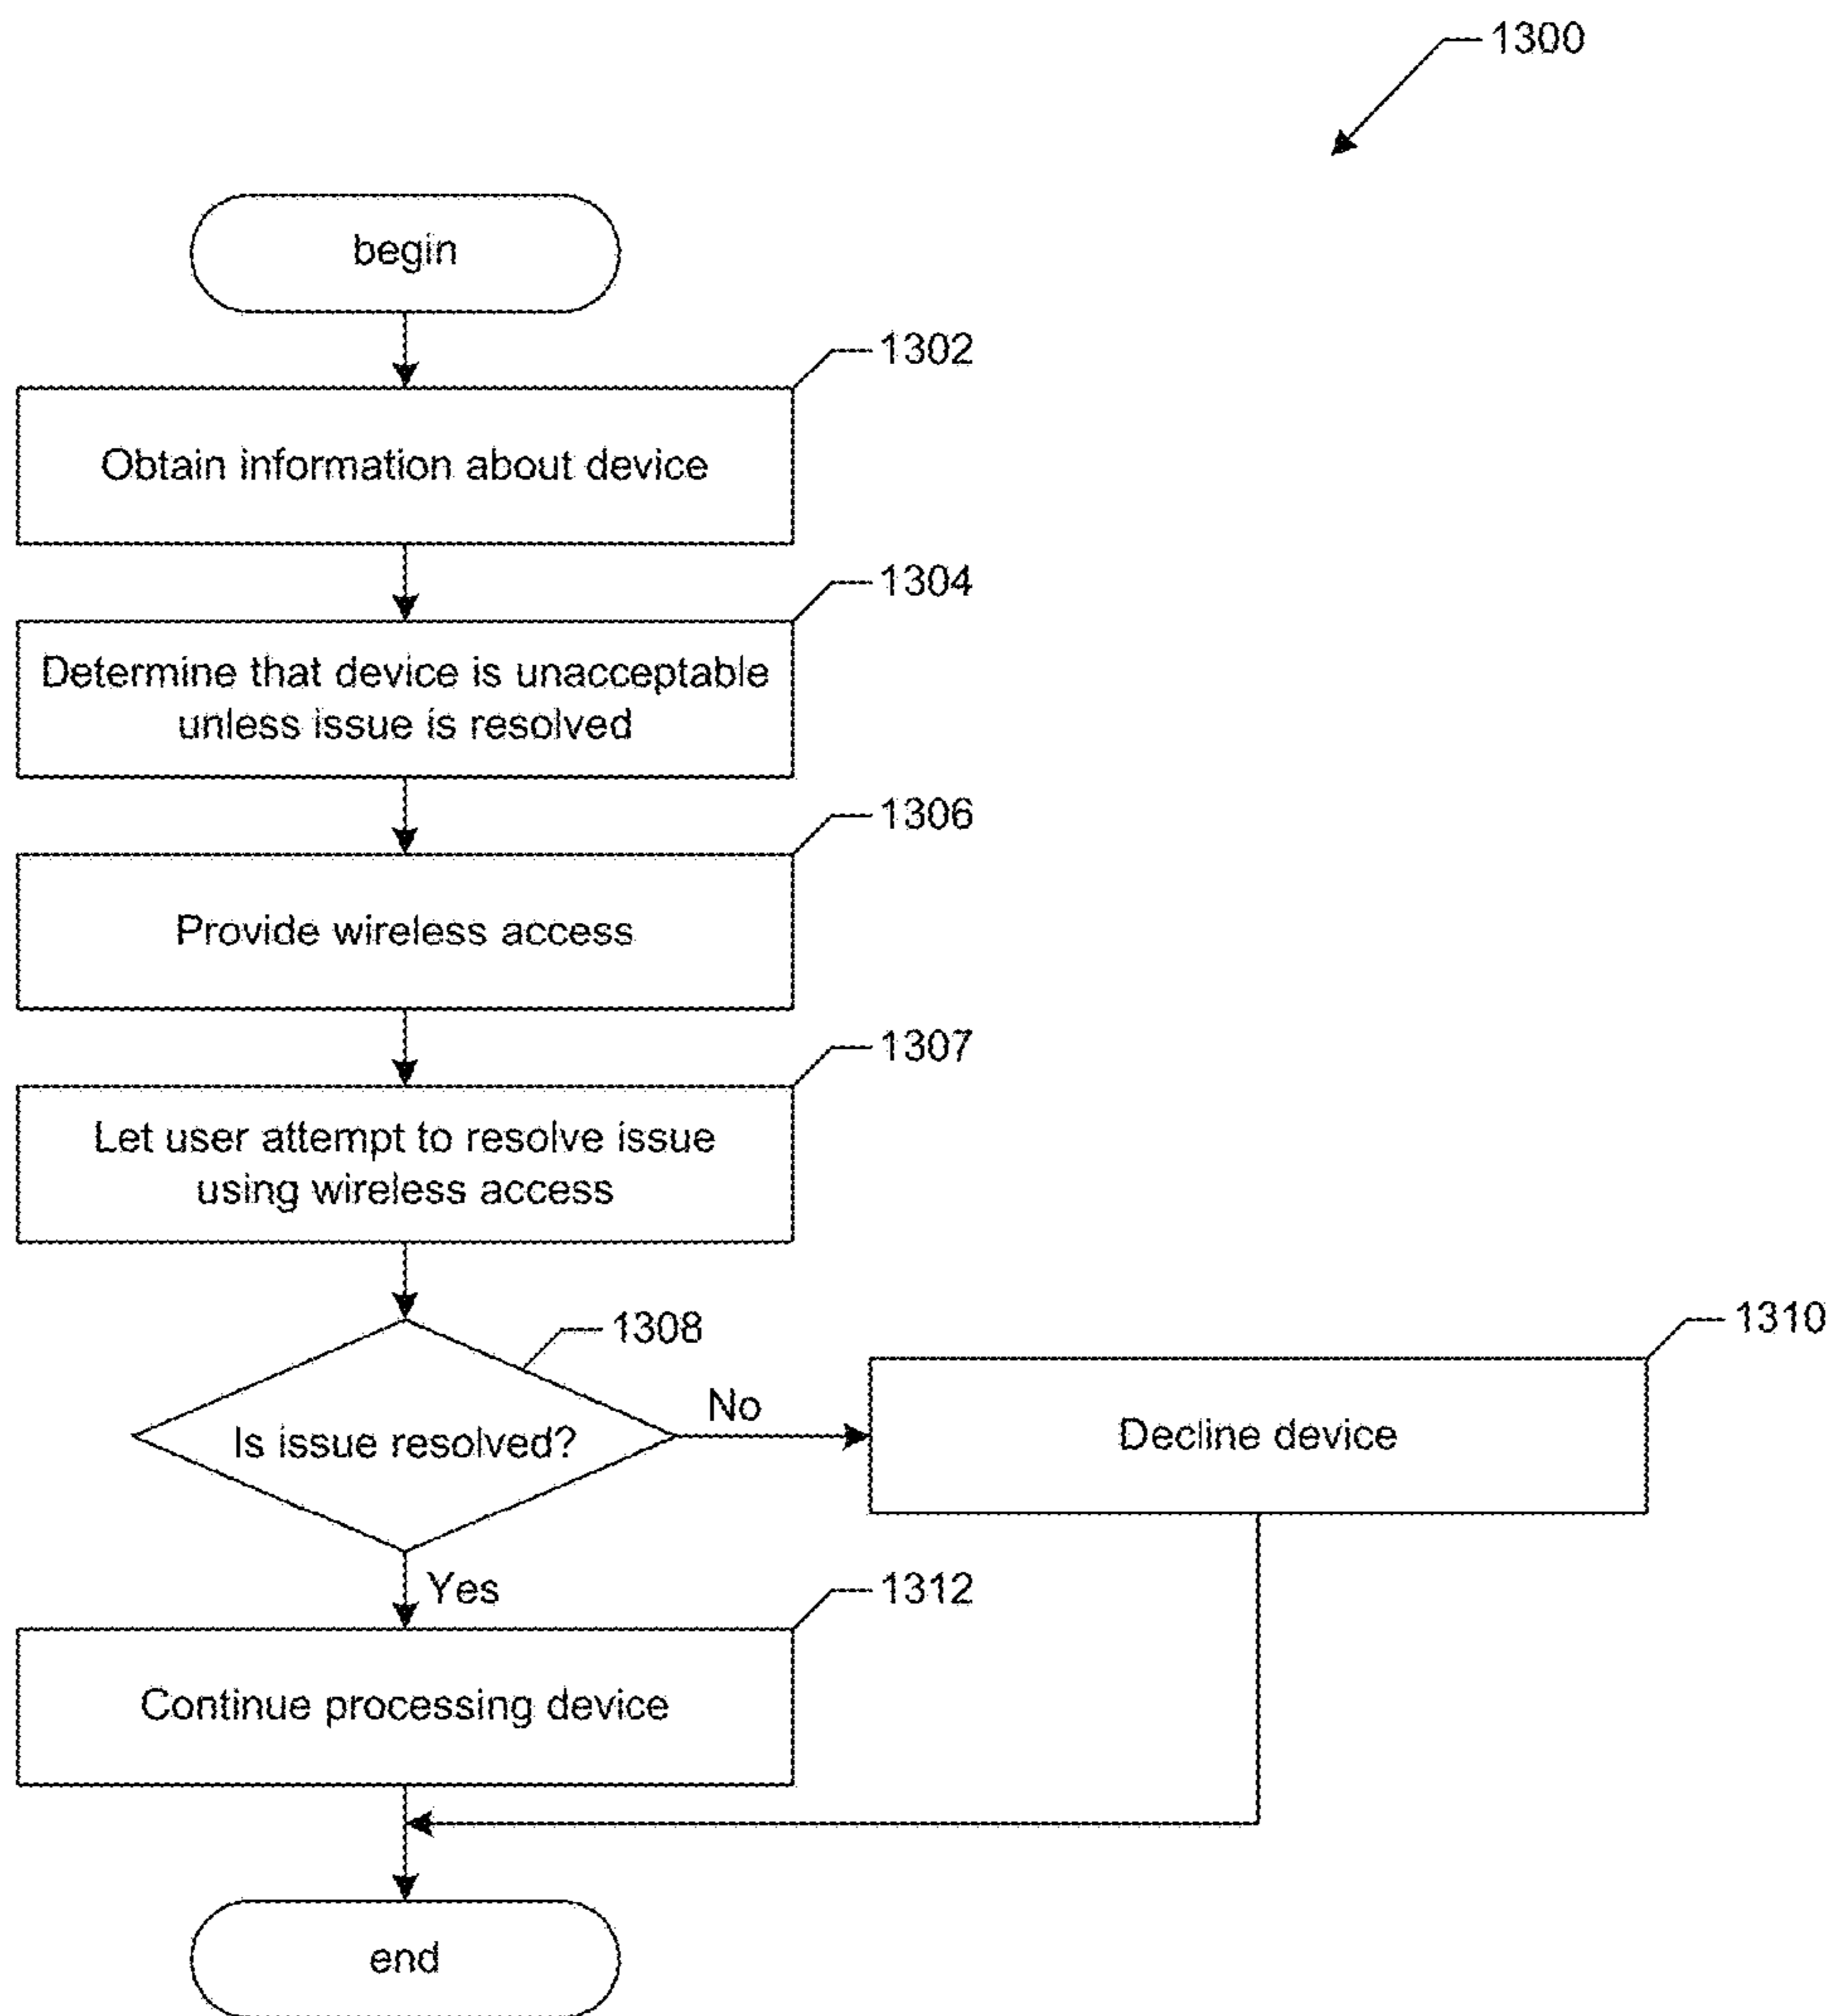 1300
begin
1302
Obtain information about device
1304
Determine that device is unacceptable
unless issue is resolved
1306
Provide wireless access
1307
Let user attempt to resolve issue
using wireless access
1308
1310
Is issue resolved?
No
Decline device
Yes
1312
Continue processing device
end